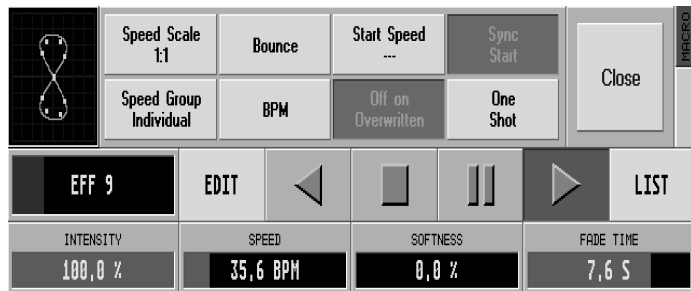 Speed Scale
1:1
Bounce
Start Speed
---
Sync
Start
MACRO
Close
Speed Group
Individual
BPM
Off on
Overwritten
One
Shot
EFF 9
EDIT
LIST
INTENSITY
SPEED
SOFTNESS
FADE TIME
100,0 %
35,6 BPM
0,0 %
7,6 S